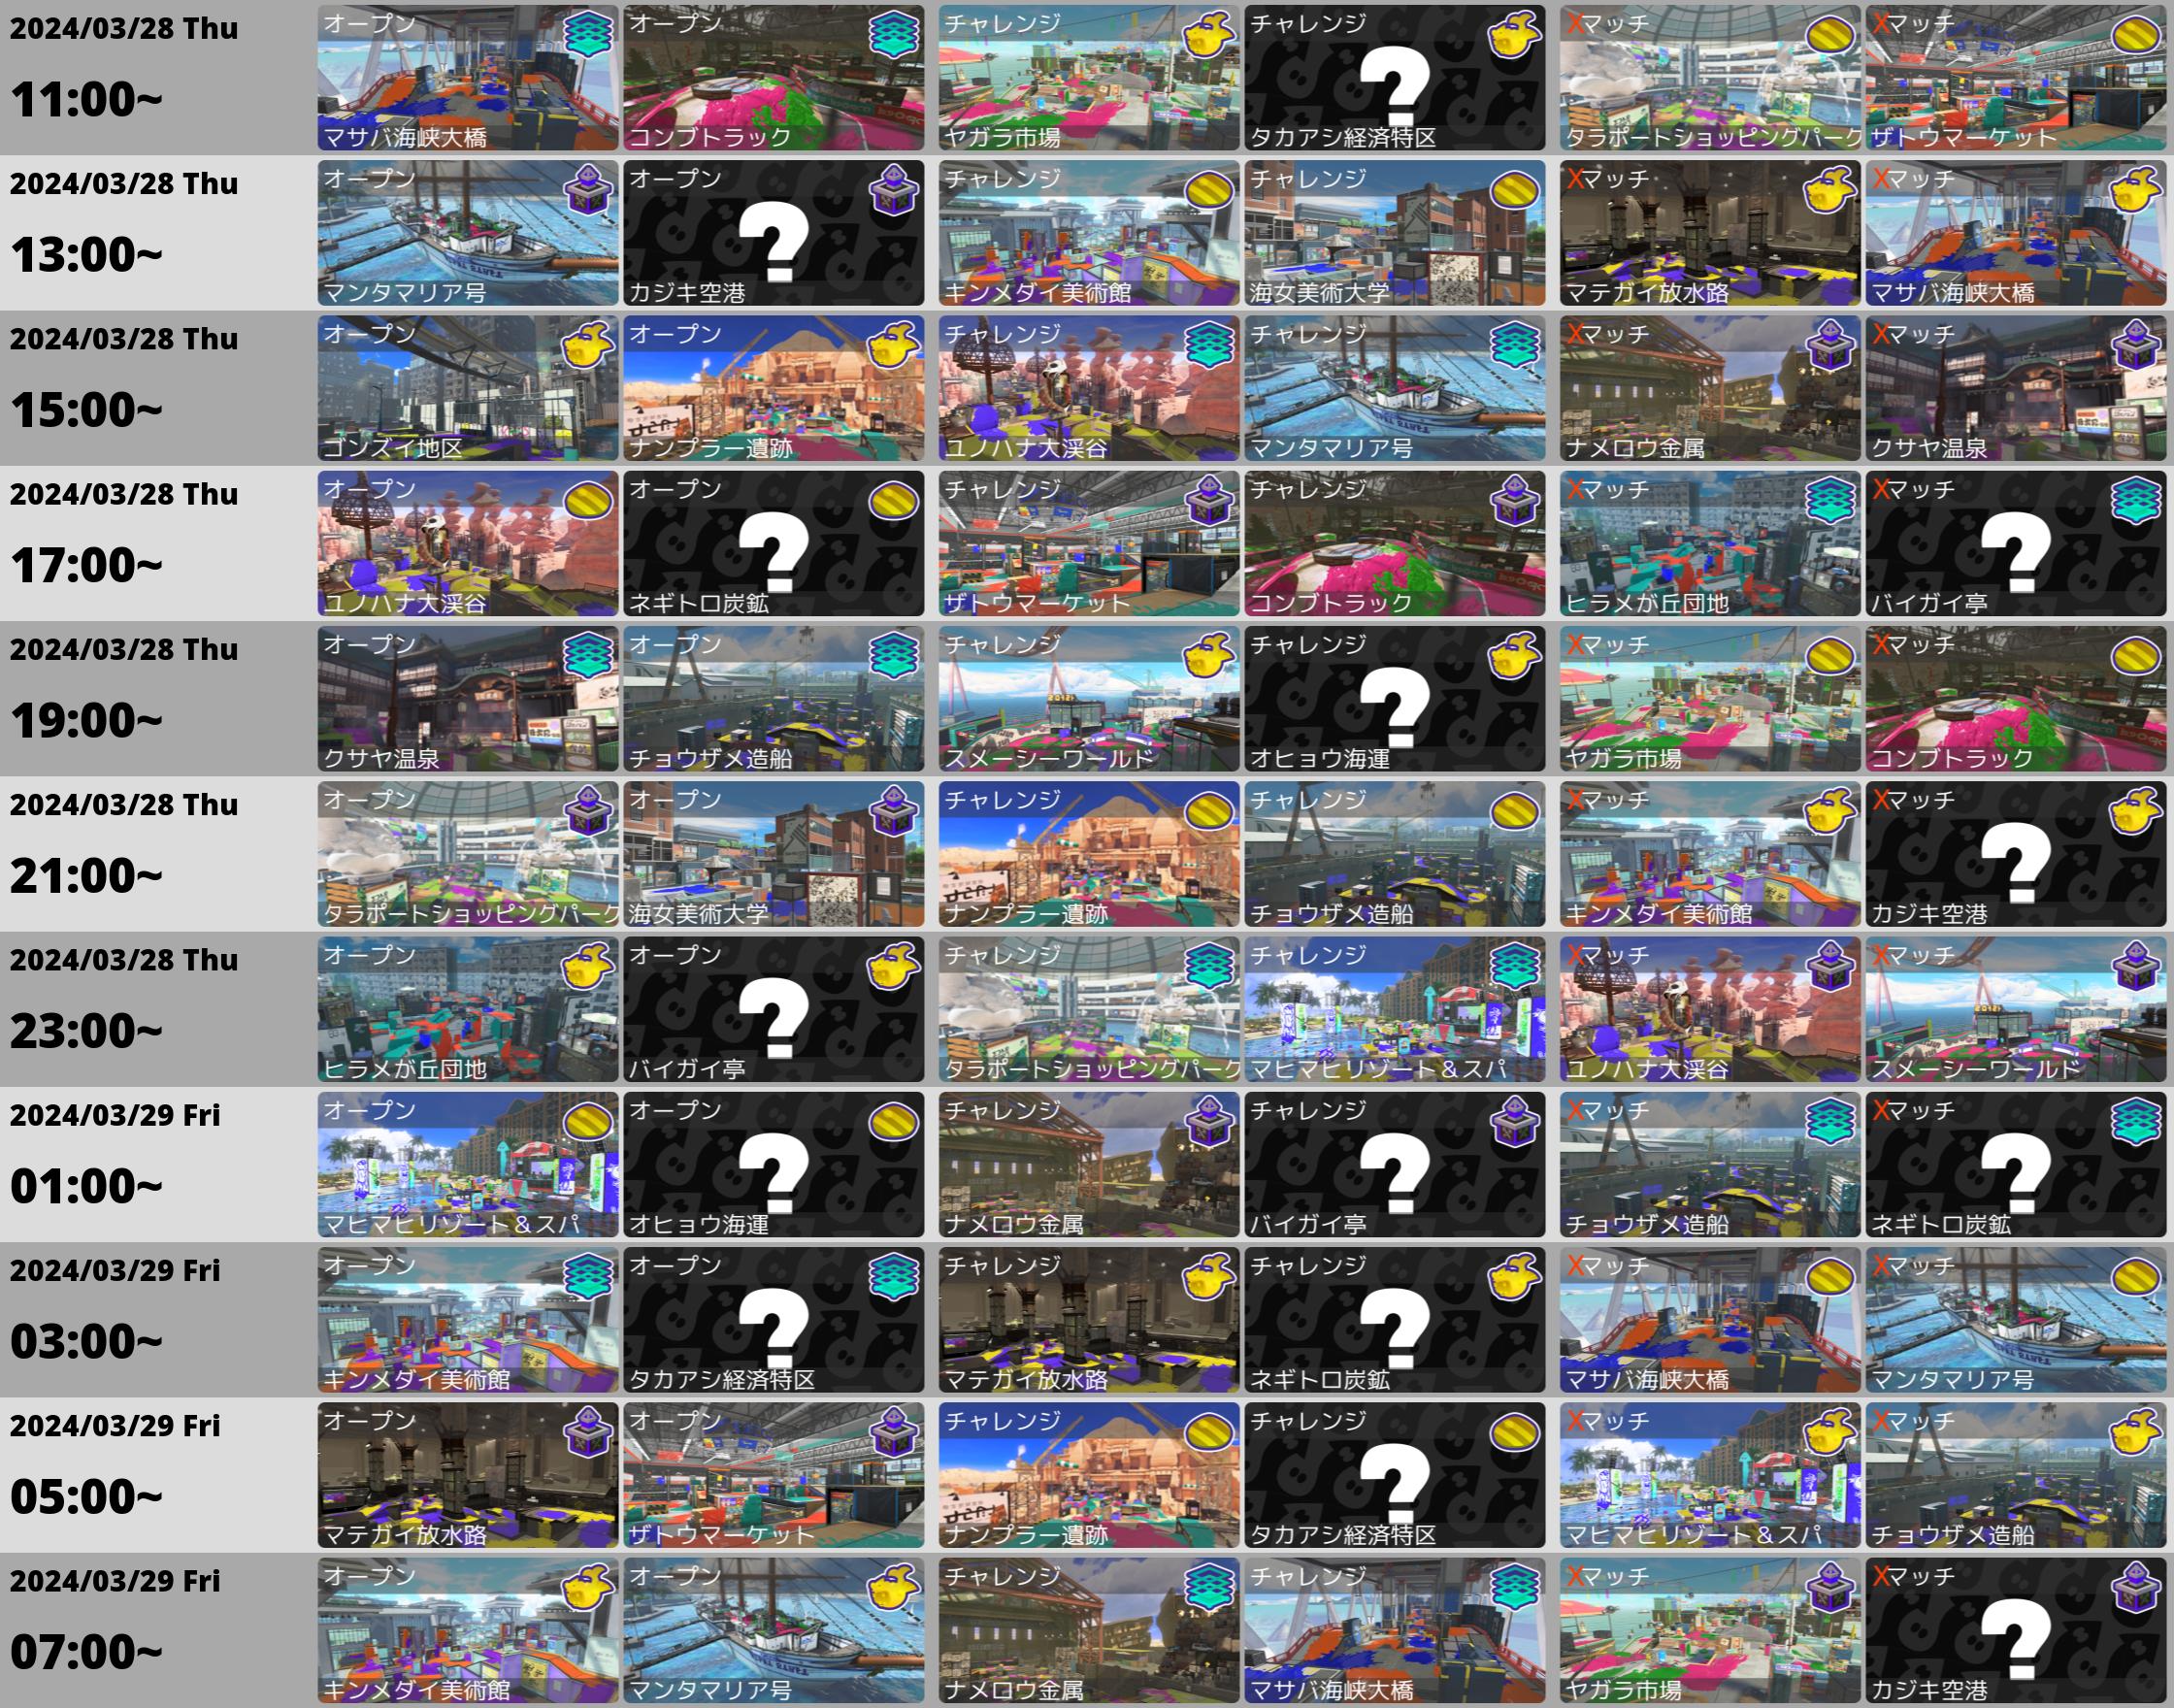 2024/03/28 Thu
11:00~
オープン
マサバ海峡大橋
オープン
コンブトラック
チャレンジ
ヤガラ市場
チャレンジ
?
タカアシ経済特区
Xマッチ
タラポートショッピングパーク
Xマッチ
ザトウマーケット
2024/03/28 Thu
13:00~
オープン
マンタマリア号
オープン
?
カジキ空港
チャレンジ
キンメダイ美術館
チャレンジ
海女美術大学
Xマッチ
マテガイ放水路
Xマッチ
マサバ海峡大橋
2024/03/28 Thu
15:00~
オープン
ゴンズイ地区
オープン
ナンプラー遺跡
チャレンジ
ユノハナ大渓谷
チャレンジ
マンタマリア号
Xマッチ
ナメロウ金属
Xマッチ
クサヤ温泉
2024/03/28 Thu
17:00~
オープン
ユノハナ大渓谷
オープン
?
ネギトロ炭鉱
チャレンジ
ザトウマーケット
チャレンジ
コンブトラック
Xマッチ
ヒラメが丘団地
Xマッチ
?
バイガイ亭
2024/03/28 Thu
19:00~
オープン
クサヤ温泉
オープン
チョウザメ造船
チャレンジ
スメーシーワールド
チャレンジ
?
オヒョウ海運
Xマッチ
ヤガラ市場
Xマッチ
コンブトラック
2024/03/28 Thu
21:00~
オープン
タラポートショッピングパーク
オープン
海女美術大学
チャレンジ
ナンプラー遺跡
チャレンジ
チョウザメ造船
Xマッチ
キンメダイ美術館
Xマッチ
?
カジキ空港
2024/03/28 Thu
23:00~
オープン
ヒラメが丘団地
オープン
?
バイガイ亭
チャレンジ
タラポートショッピングパーク
チャレンジ
マヒマヒリゾート&スパ
Xマッチ
ユノハナ大渓谷
Xマッチ
スメーシーワールド
2024/03/29 Fri
01:00~
オープン
マヒマヒリゾート&スパ
オープン
?
オヒョウ海運
チャレンジ
ナメロウ金属
チャレンジ
?
バイガイ亭
Xマッチ
チョウザメ造船
Xマッチ
?
ネギトロ炭鉱
2024/03/29 Fri
03:00~
オープン
キンメダイ美術館
オープン
?
タカアシ経済特区
チャレンジ
マテガイ放水路
チャレンジ
?
ネギトロ炭鉱
Xマッチ
マサバ海峡大橋
Xマッチ
マンタマリア号
2024/03/29 Fri
05:00~
オープン
マテガイ放水路
オープン
ザトウマーケット
チャレンジ
ナンプラー遺跡
チャレンジ
?
タカアシ経済特区
Xマッチ
マヒマヒリゾート&スパ
Xマッチ
チョウザメ造船
2024/03/29 Fri
07:00~
オープン
キンメダイ美術館
オープン
マンタマリア号
チャレンジ
ナメロウ金属
チャレンジ
マサバ海峡大橋
Xマッチ
ヤガラ市場
Xマッチ
?
カジキ空港